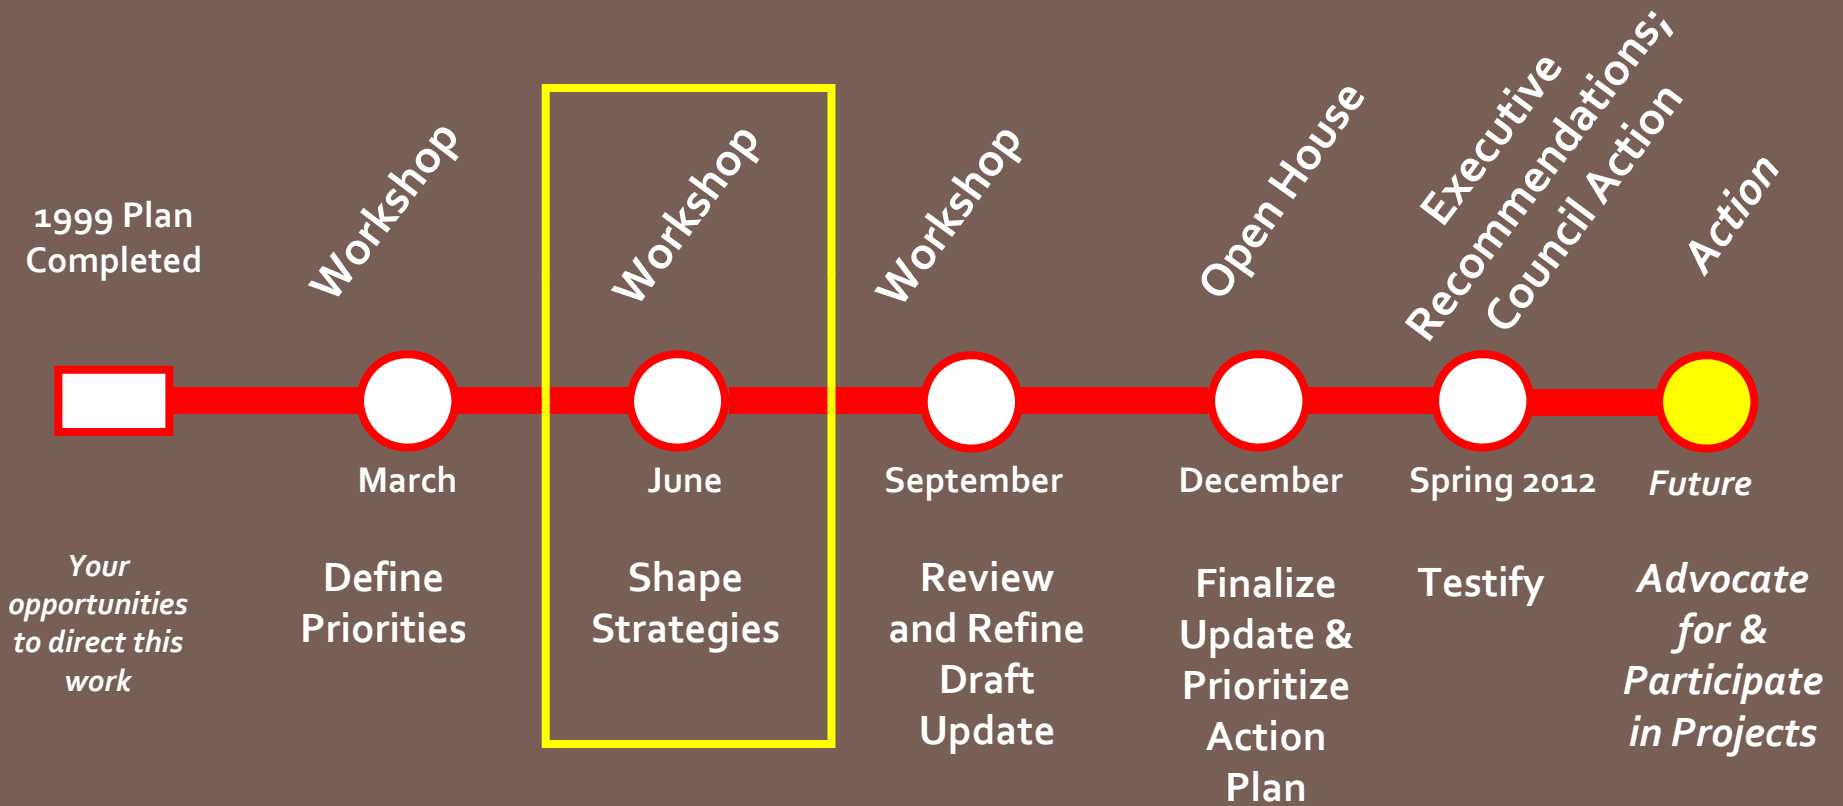 1999 Plan
Completed
Workshop
Workshop
Workshop
Open House
Executive
Recommendations;
Council Action
Action
March
June
September
December
Spring 2012
Future
Your
opportunities
to direct this
work
Define
Priorities
Shape
Strategies
Review
and Refine
Draft
Update
Finalize
Update &
Prioritize
Action
Plan
Testify
Advocate
for &
Participate
in Projects